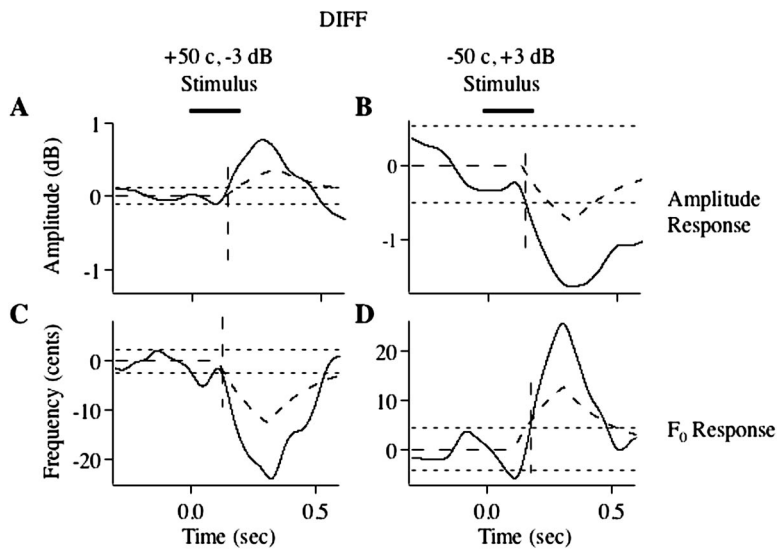 DIFF
+50 c, -3 dB
Stimulus
-50 c, +3 dB
Stimulus
A
B
Amplitude (dB)
1
0
-1
0
-1
Amplitude
Response
C
D
Frequency (cents)
0
-10
-20
20
10
0
F0 Response
0.0
0.5
0.0
0.5
Time (sec)
Time (sec)